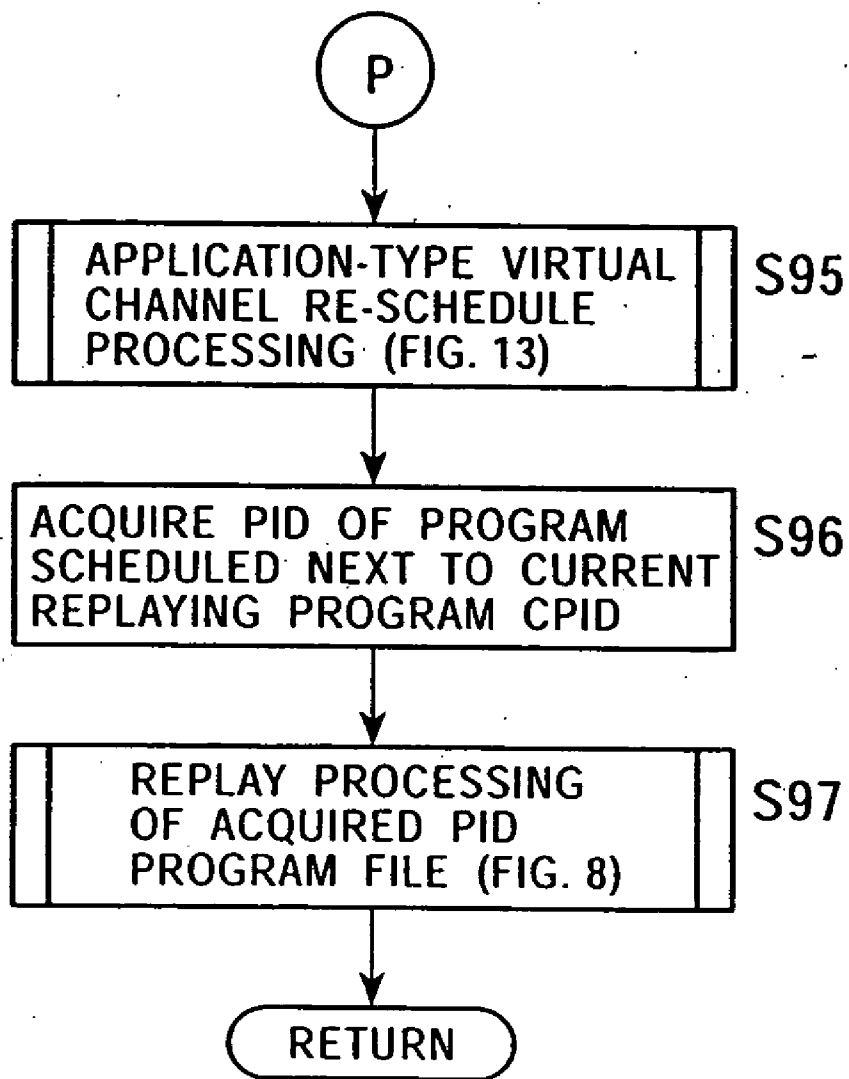 P
APPLICATION-TYPE VIRTUAL
CHANNEL RE-SCHEDULE
PROCESSING (FIG. 13)
S95
ACQUIRE PID OF PROGRAM
SCHEDULED NEXT TO CURRENT
REPLAYING PROGRAM CPID
S96
REPLAY PROCESSING
OF ACQUIRED PID
PROGRAM FILE (FIG. 8)
S97
RETURN